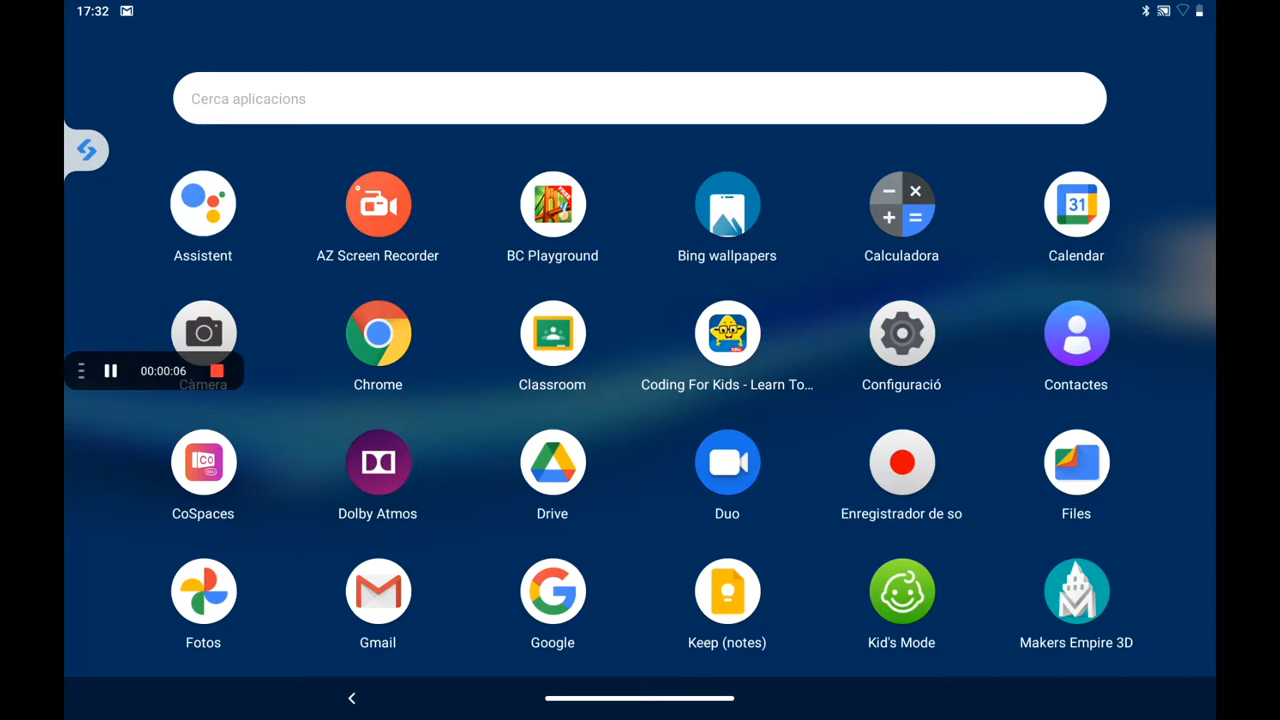 17:32
Cerca aplicacions
31
Assistent
AZ Screen Recorder
BC Playground
Bing wallpapers
Calculadora
Calendar
00:00:06
Càmera
Chrome
Classroom
Coding For Kids - Learn To...
Configuració
Contactes
CO
CoSpaces
Dolby Atmos
Drive
Duo
Enregistrador de so
Files
Fotos
Gmail
Google
Keep (notes)
Kid's Mode
Makers Empire 3D